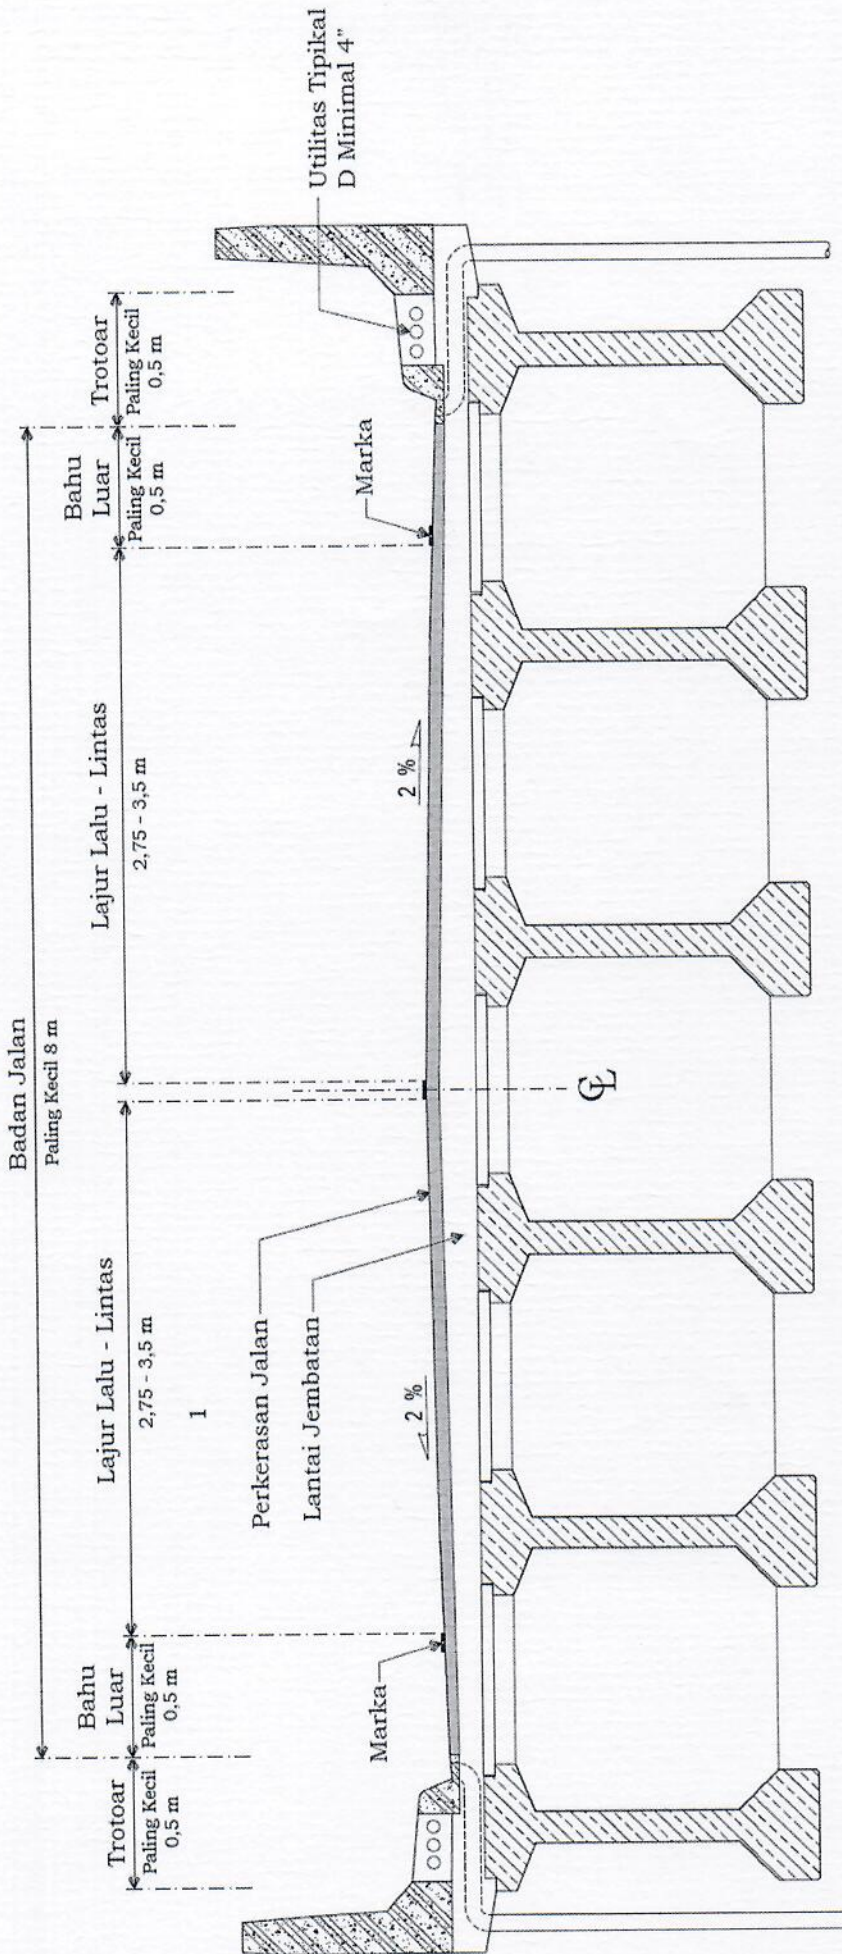 Badan Jalan
Paling Kecil 8 m
Trotoar
Paling Kecil
0,5 m
Bahu
Luar
Paling Kecil
0,5 m
Lajur Lalu - Lintas
2,75 - 3,5 m
1
Lajur Lalu - Lintas
2,75 - 3,5 m
Bahu
Luar
Paling Kecil
0,5 m
Trotoar
Paling Kecil
0,5 m
Perkerasan Jalan
Lantai Jembatan
Marka
2 %
2 %
Marka
Utilitas Tipikal
D Minimal 4"
CL